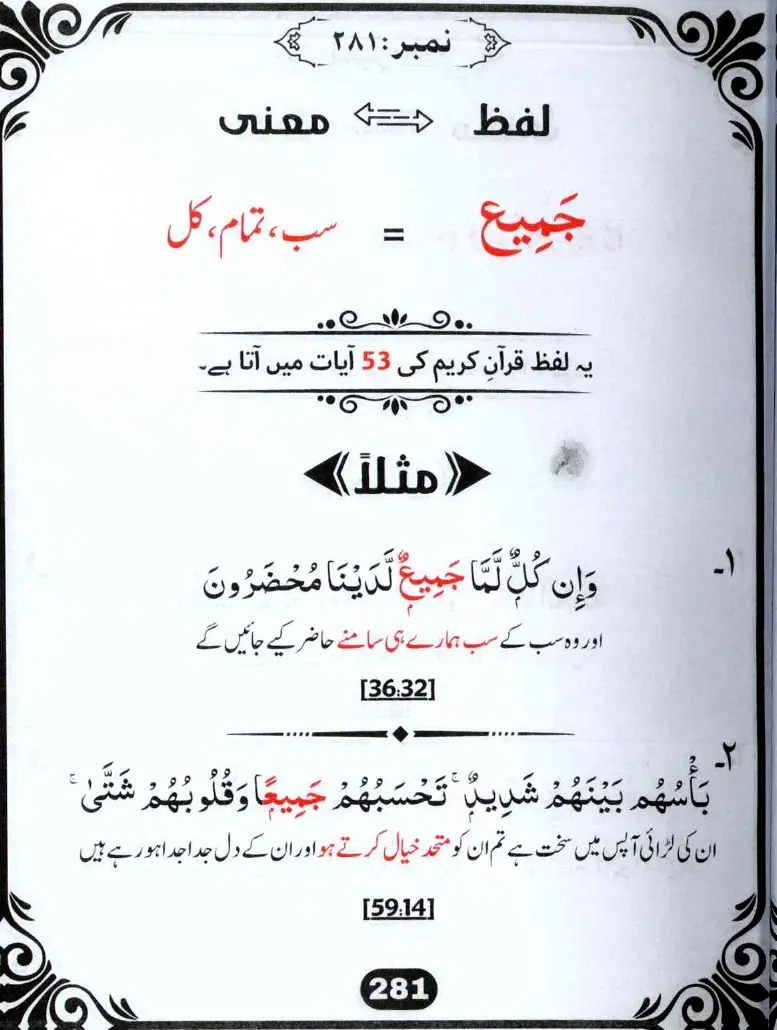 نمبر: ۲۸۱
لفظ ⇐⇒ معنی
جَمِيع = سب، تمام، کل
یہ لفظ قرآنِ کریم کی 53 آیات میں آتا ہے۔
مثلاً
۱۔ وَإِن كُلٌّ لَّمَّا جَمِيعٌ لَّدَيْنَا مُحْضَرُونَ
اور وہ سب کے سب ہمارے ہی سامنے حاضر کیے جائیں گے
[36:32]
۲۔ بَأْسُهُم بَيْنَهُمْ شَدِيدٌ ۚ تَحْسَبُهُمْ جَمِيعًا وَقُلُوبُهُمْ شَتَّىٰ ۚ
ان کی لڑائی آپس میں سخت ہے تم ان کو متحد خیال کرتے ہو اور ان کے دل جدا جدا ہو رہے ہیں
[59:14]
281